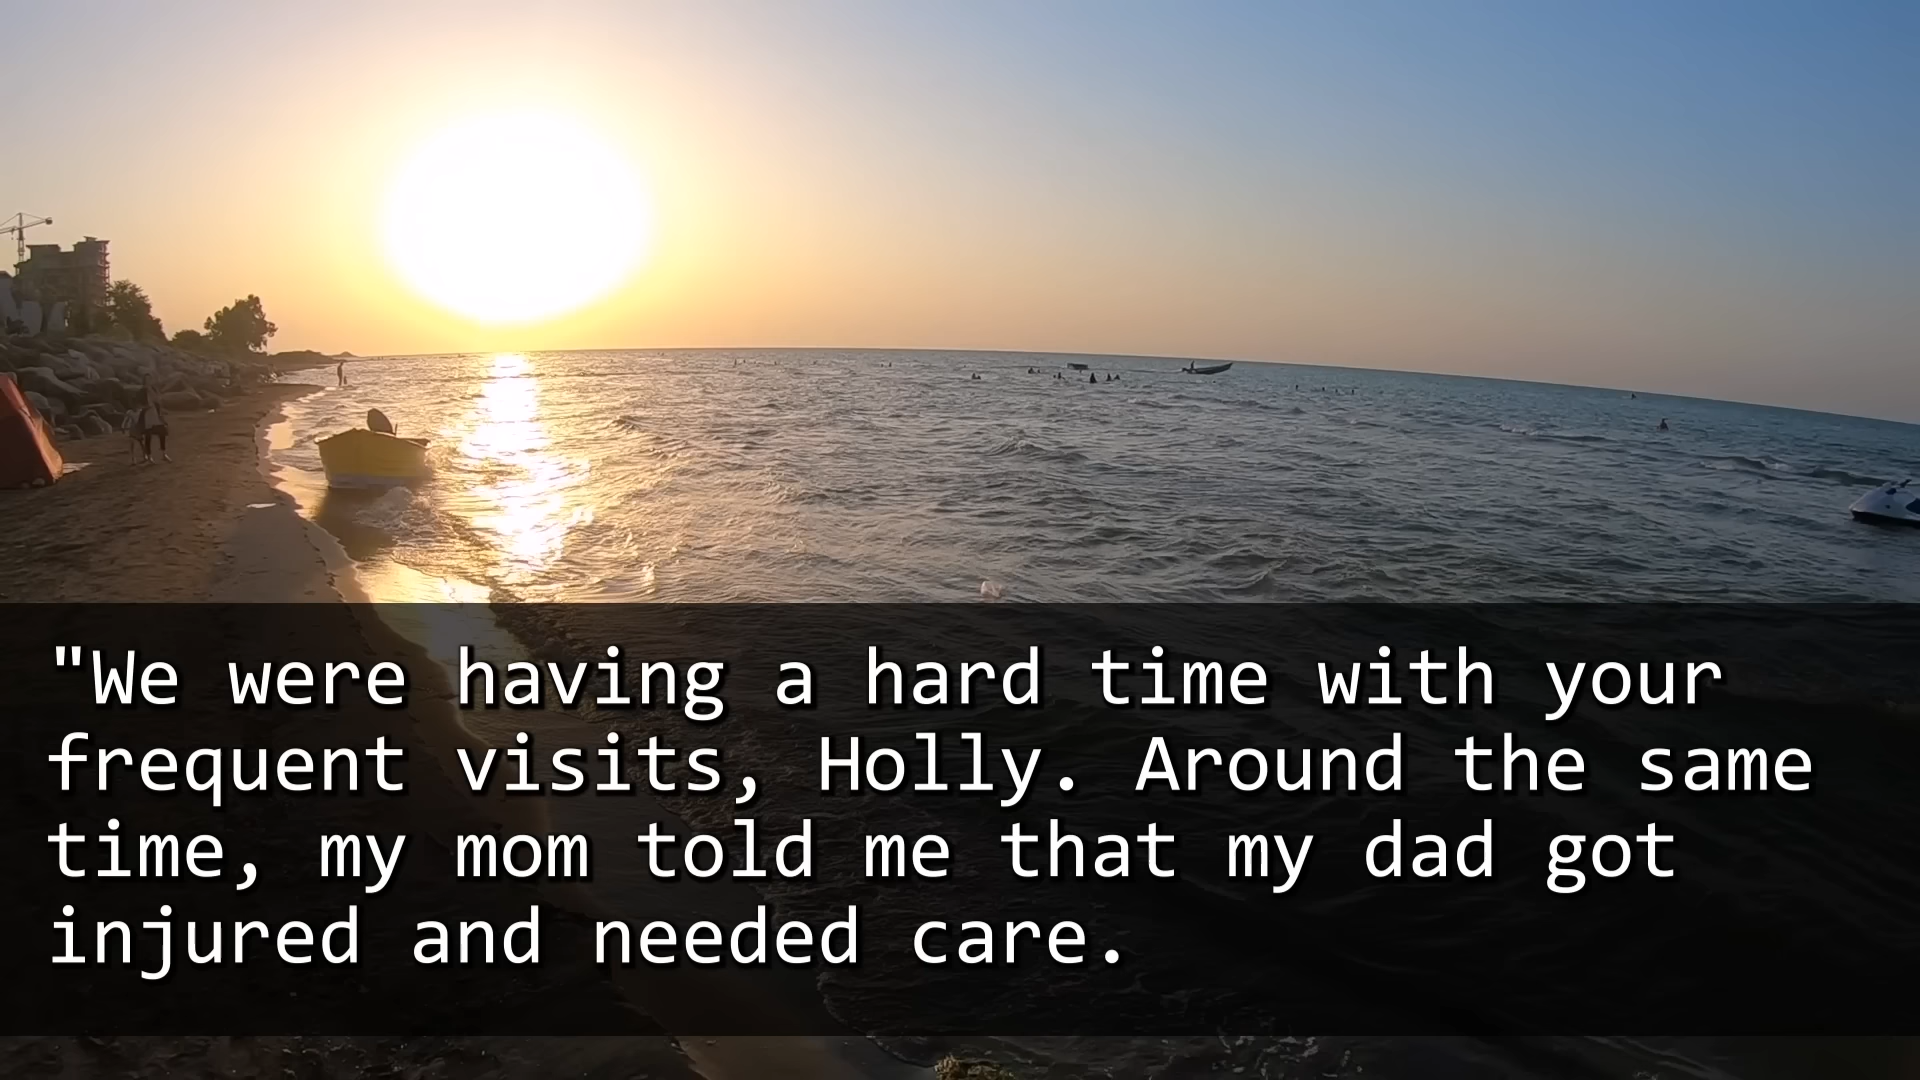 "We were having a hard time with your
frequent visits, Holly. Around the same
time, my mom told me that my dad got
injured and needed care.